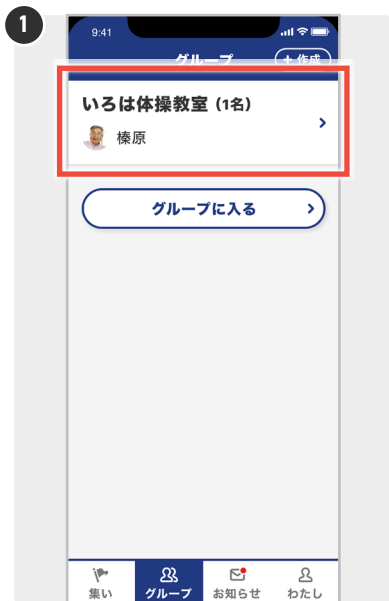 1
9:41
グループ
+ 作成
いろは体操教室（1名）
榛原
グループに入る
集い グループ お知らせ わたし